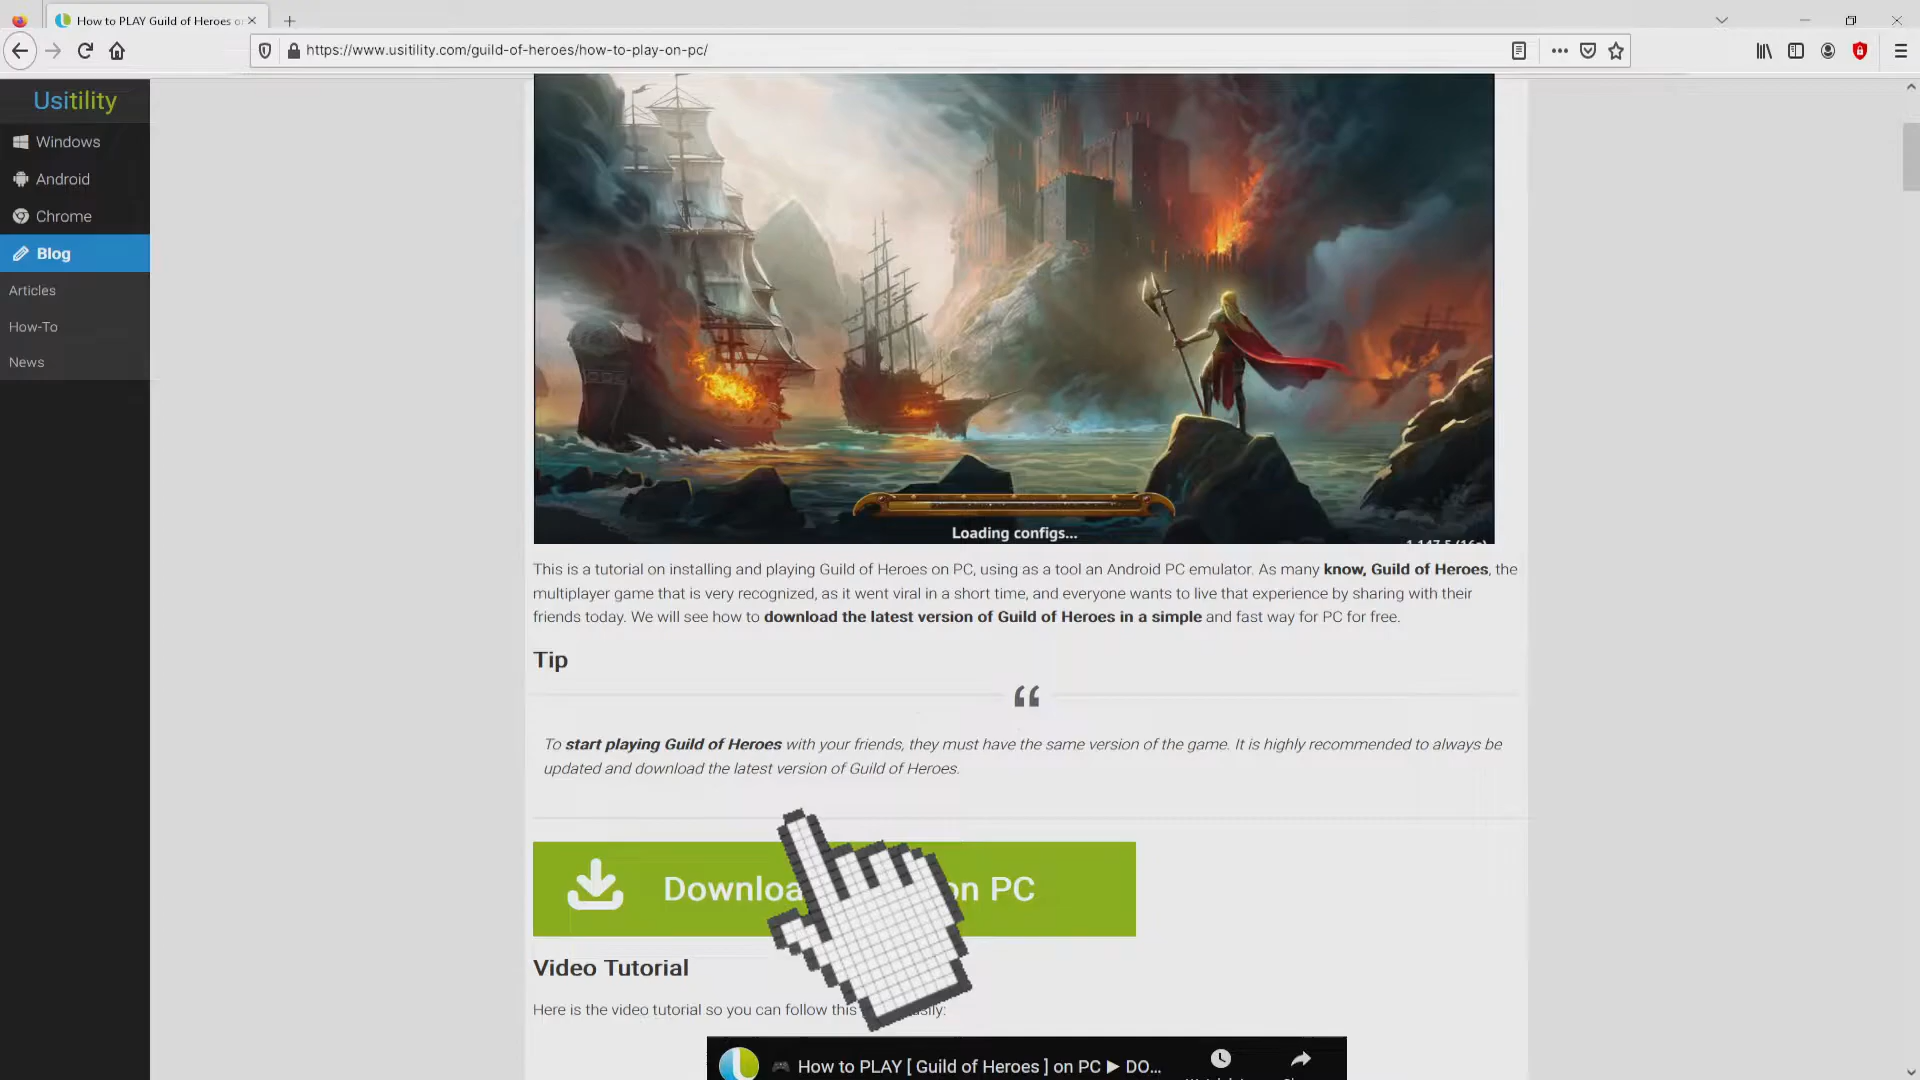 How to PLAY Guild of Heroes o
https://www.usitility.com/guild-of-heroes/how-to-play-on-pc/
Usitility
Windows
Android
Chrome
Blog
Articles
How-To
News
Loading configs...
This is a tutorial on installing and playing Guild of Heroes on PC, using as a tool an Android PC emulator. As many know, Guild of Heroes, the
multiplayer game that is very recognized, as it went viral in a short time, and everyone wants to live that experience by sharing with their
friends today. We will see how to download the latest version of Guild of Heroes in a simple and fast way for PC for free.
Tip
To start playing Guild of Heroes with your friends, they must have the same version of the game. It is highly recommended to always be
updated and download the latest version of Guild of Heroes.
Downloa on PC
Video Tutorial
Here is the video tutorial so you can follow this
How to PLAY [ Guild of Heroes ] on PC ▶ DO...